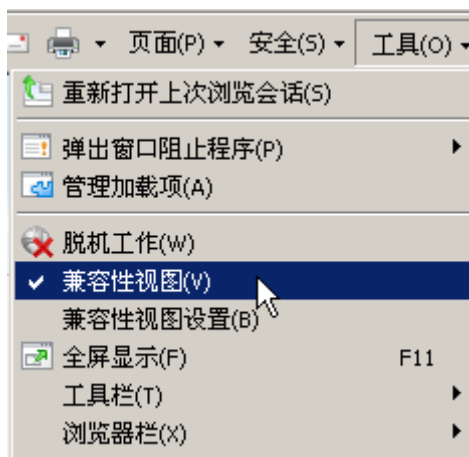 页面(P) 安全(S) 工具(O)
重新打开上次浏览会话(S)
弹出窗口阻止程序(P)
管理加载项(A)
脱机工作(W)
兼容性视图(V)
兼容性视图设置(B)
全屏显示(F) F11
工具栏(T)
浏览器栏(X)